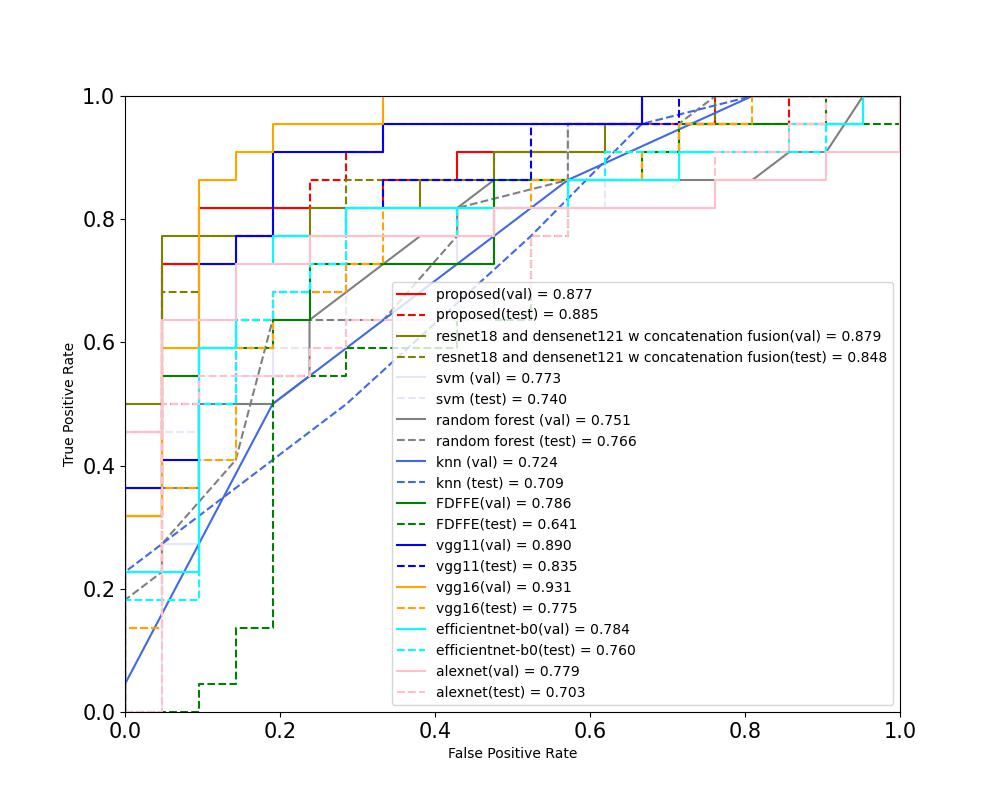 1.0
0.8
0.6
0.4
0.2
0.0
True Positive Rate
proposed(val) = 0.877
proposed(test) = 0.885
resnet18 and densenet121 w concatenation fusion(val) = 0.879
resnet18 and densenet121 w concatenation fusion(test) = 0.848
svm (val) = 0.773
svm (test) = 0.740
random forest (val) = 0.751
random forest (test) = 0.766
knn (val) = 0.724
knn (test) = 0.709
FDFFE(val) = 0.786
FDFFE(test) = 0.641
vgg11(val) = 0.890
vgg11(test) = 0.835
vgg16(val) = 0.931
vgg16(test) = 0.775
efficientnet-b0(val) = 0.784
efficientnet-b0(test) = 0.760
alexnet(val) = 0.779
alexnet(test) = 0.703
0.0 0.2 0.4 0.6 0.8 1.0
False Positive Rate